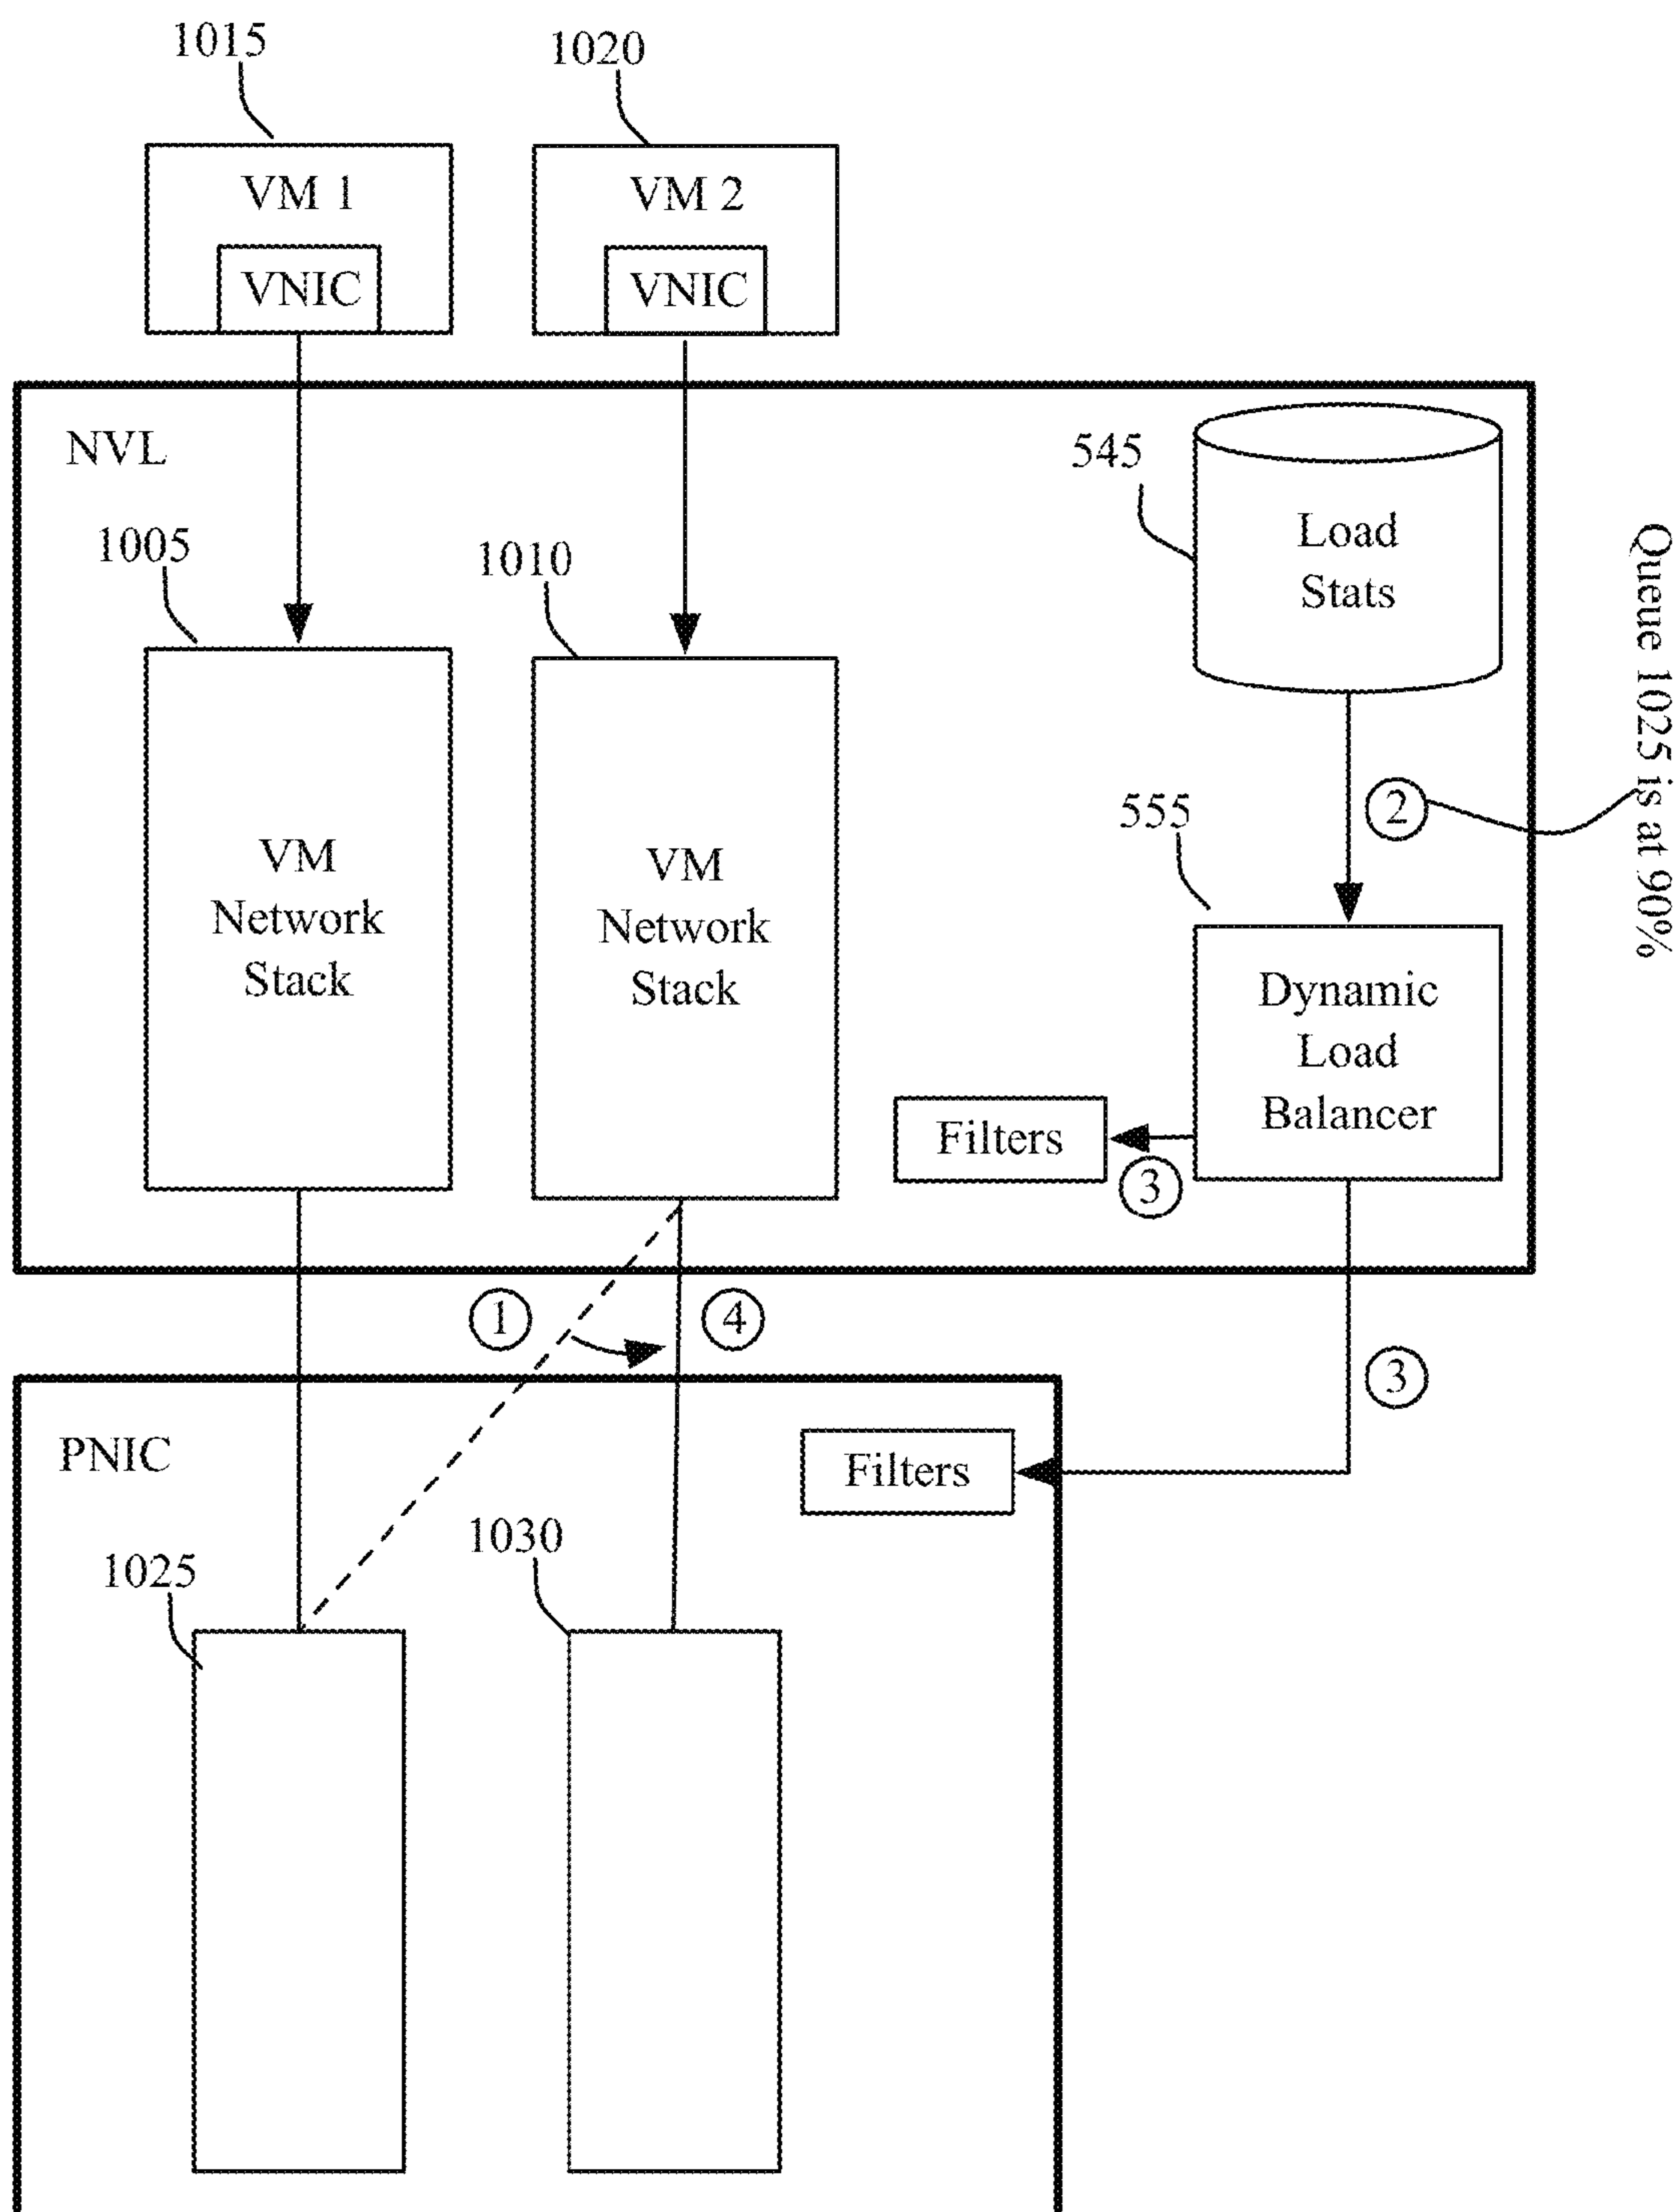 1015
1020
VM 1
VM 2
VNIC
VNIC
NVL
545
Load
Stats
Queue 1025 is at 90%
1005
1010
2
555
VM
Network
Stack
VM
Network
Stack
Dynamic
Load
Balancer
Filters
3
1
4
3
PNIC
Filters
1025
1030